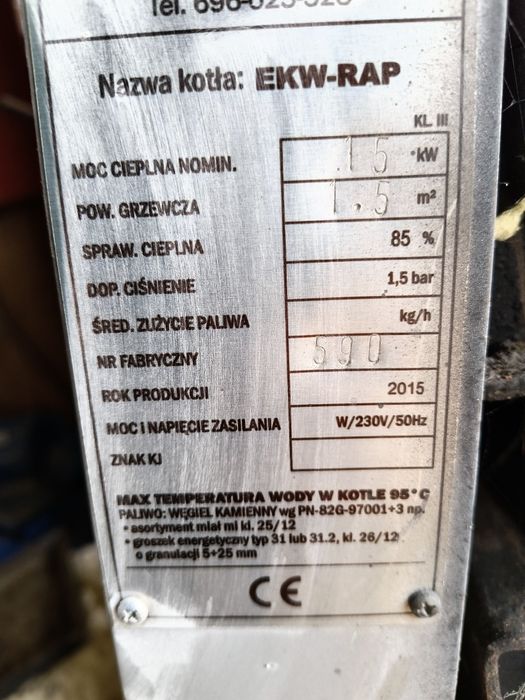 Nazwa kotła: EKW-RAP
KL III
MOC CIEPLNA NOMIN. 15 kW
POW. GRZEWCZA 1.5 m²
SPRAW. CIEPLNA 85 %
DOP. CIŚNIENIE 1,5 bar
ŚRED. ZUŻYCIE PALIWA kg/h
NR FABRYCZNY 590
ROK PRODUKCJI 2015
MOC I NAPIĘCIE ZASILANIA W/230V/50Hz
ZNAK KJ
MAX TEMPERATURA WODY W KOTLE 95°C
PALIWO: WĘGIEL KAMIENNY wg PN-82G-97001÷3 np.
• asortyment miał mi kl. 25/12
• groszek energetyczny typ 31 lub 31.2, kl. 26/12
o granulacji 5÷25 mm
CE